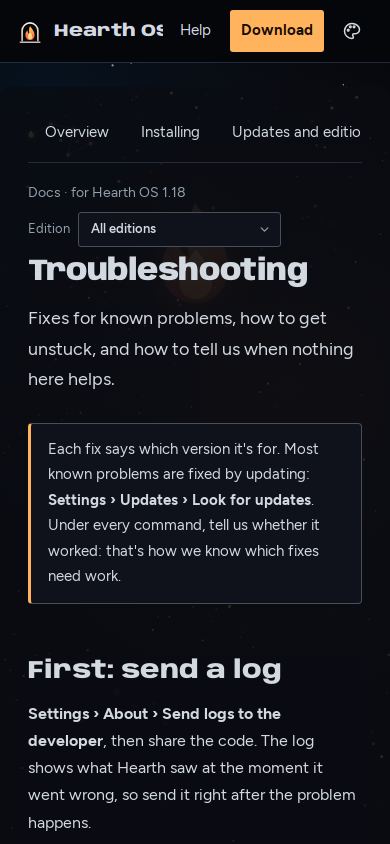 Hearth OS
Help
Download
Overview
Installing
Updates and editio
Docs · for Hearth OS 1.18
Edition
All editions
Troubleshooting
Fixes for known problems, how to get
unstuck, and how to tell us when nothing
here helps.
Each fix says which version it's for. Most
known problems are fixed by updating:
Settings › Updates › Look for updates.
Under every command, tell us whether it
worked: that's how we know which fixes
need work.
First: send a log
Settings › About › Send logs to the
developer, then share the code. The log
shows what Hearth saw at the moment it
went wrong, so send it right after the problem
happens.